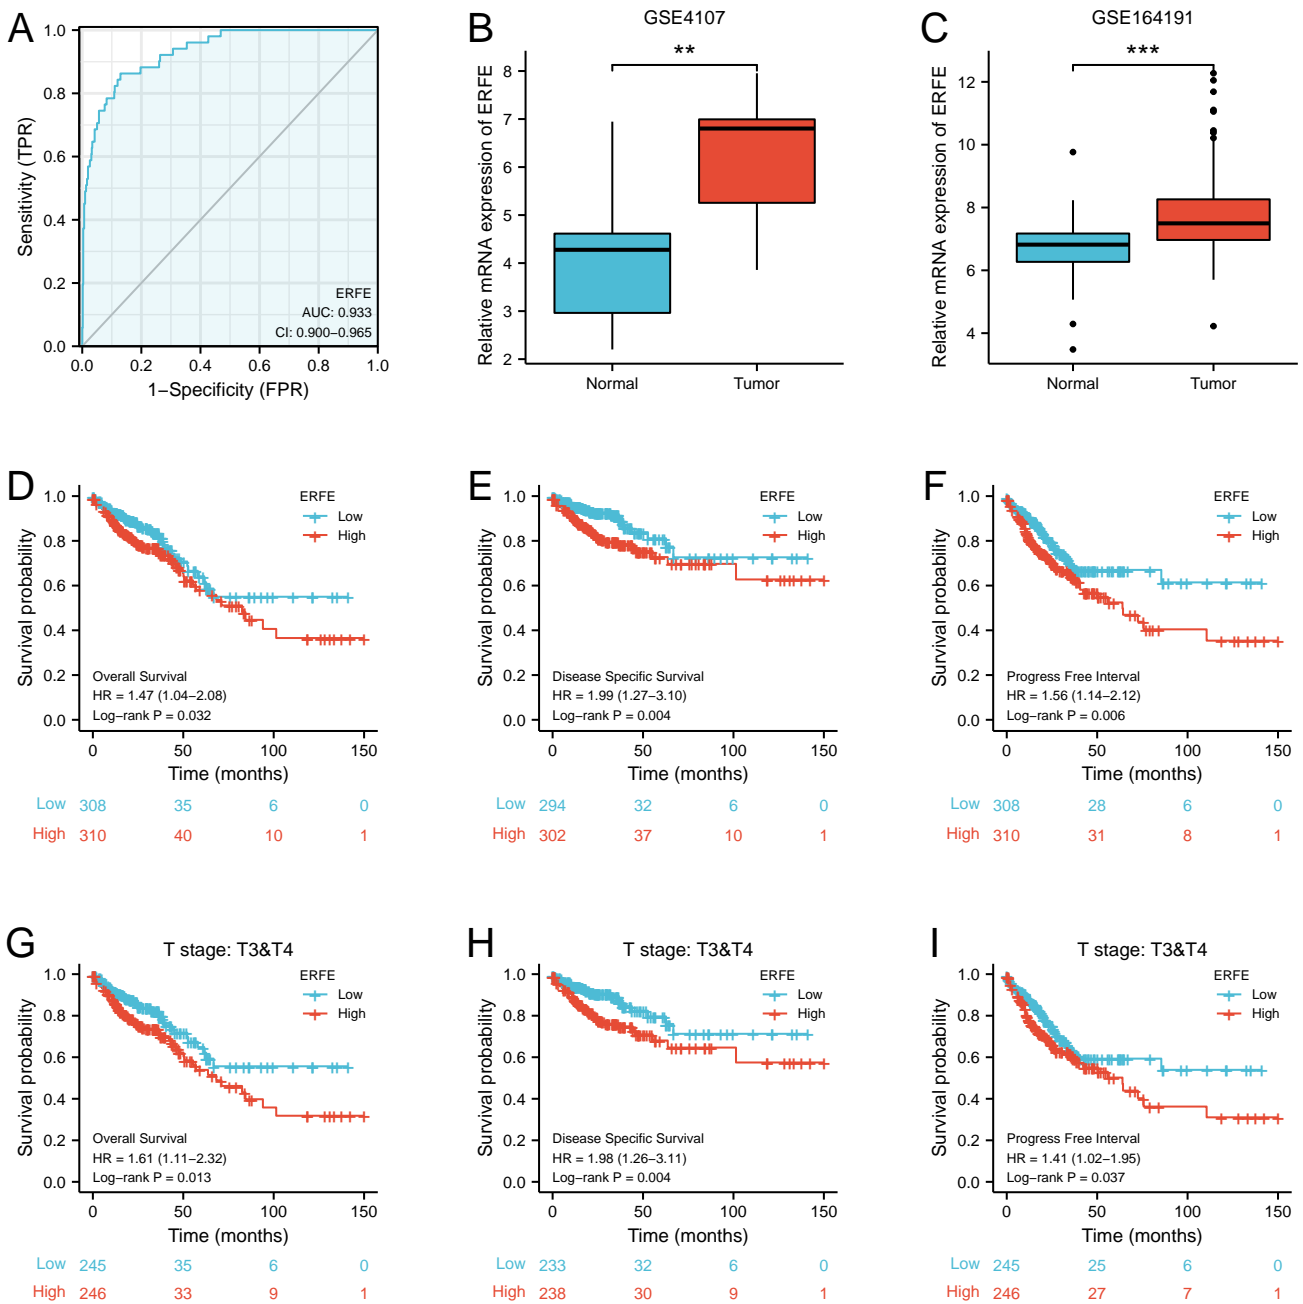 A
Sensitivity (TPR)
1.0
0.8
0.6
0.4
0.2
0.0
ERFE
AUC: 0.933
CI: 0.900−0.965
0.0 0.2 0.4 0.6 0.8 1.0
1−Specificity (FPR)
B
GSE4107
**
Relative mRNA expression of ERFE
8
7
6
5
4
3
2
Normal Tumor
C
GSE164191
***
Relative mRNA expression of ERFE
12
10
8
6
4
Normal Tumor
D
Survival probability
1.0
0.8
0.6
0.4
0.2
0.0
ERFE
Low
High
Overall Survival
HR = 1.47 (1.04−2.08)
Log−rank P = 0.032
0 50 100 150
Time (months)
Low 308 35 6 0
High 310 40 10 1
E
Survival probability
1.0
0.8
0.6
0.4
0.2
0.0
ERFE
Low
High
Disease Specific Survival
HR = 1.99 (1.27−3.10)
Log−rank P = 0.004
0 50 100 150
Time (months)
Low 294 32 6 0
High 302 37 10 1
F
Survival probability
1.0
0.8
0.6
0.4
0.2
0.0
ERFE
Low
High
Progress Free Interval
HR = 1.56 (1.14−2.12)
Log−rank P = 0.006
0 50 100 150
Time (months)
Low 308 28 6 0
High 310 31 8 1
G
T stage: T3&T4
Survival probability
1.0
0.8
0.6
0.4
0.2
0.0
ERFE
Low
High
Overall Survival
HR = 1.61 (1.11−2.32)
Log−rank P = 0.013
0 50 100 150
Time (months)
Low 245 35 6 0
High 246 33 9 1
H
T stage: T3&T4
Survival probability
1.0
0.8
0.6
0.4
0.2
0.0
ERFE
Low
High
Disease Specific Survival
HR = 1.98 (1.26−3.11)
Log−rank P = 0.004
0 50 100 150
Time (months)
Low 233 32 6 0
High 238 30 9 1
I
T stage: T3&T4
Survival probability
1.0
0.8
0.6
0.4
0.2
0.0
ERFE
Low
High
Progress Free Interval
HR = 1.41 (1.02−1.95)
Log−rank P = 0.037
0 50 100 150
Time (months)
Low 245 25 6 0
High 246 27 7 1